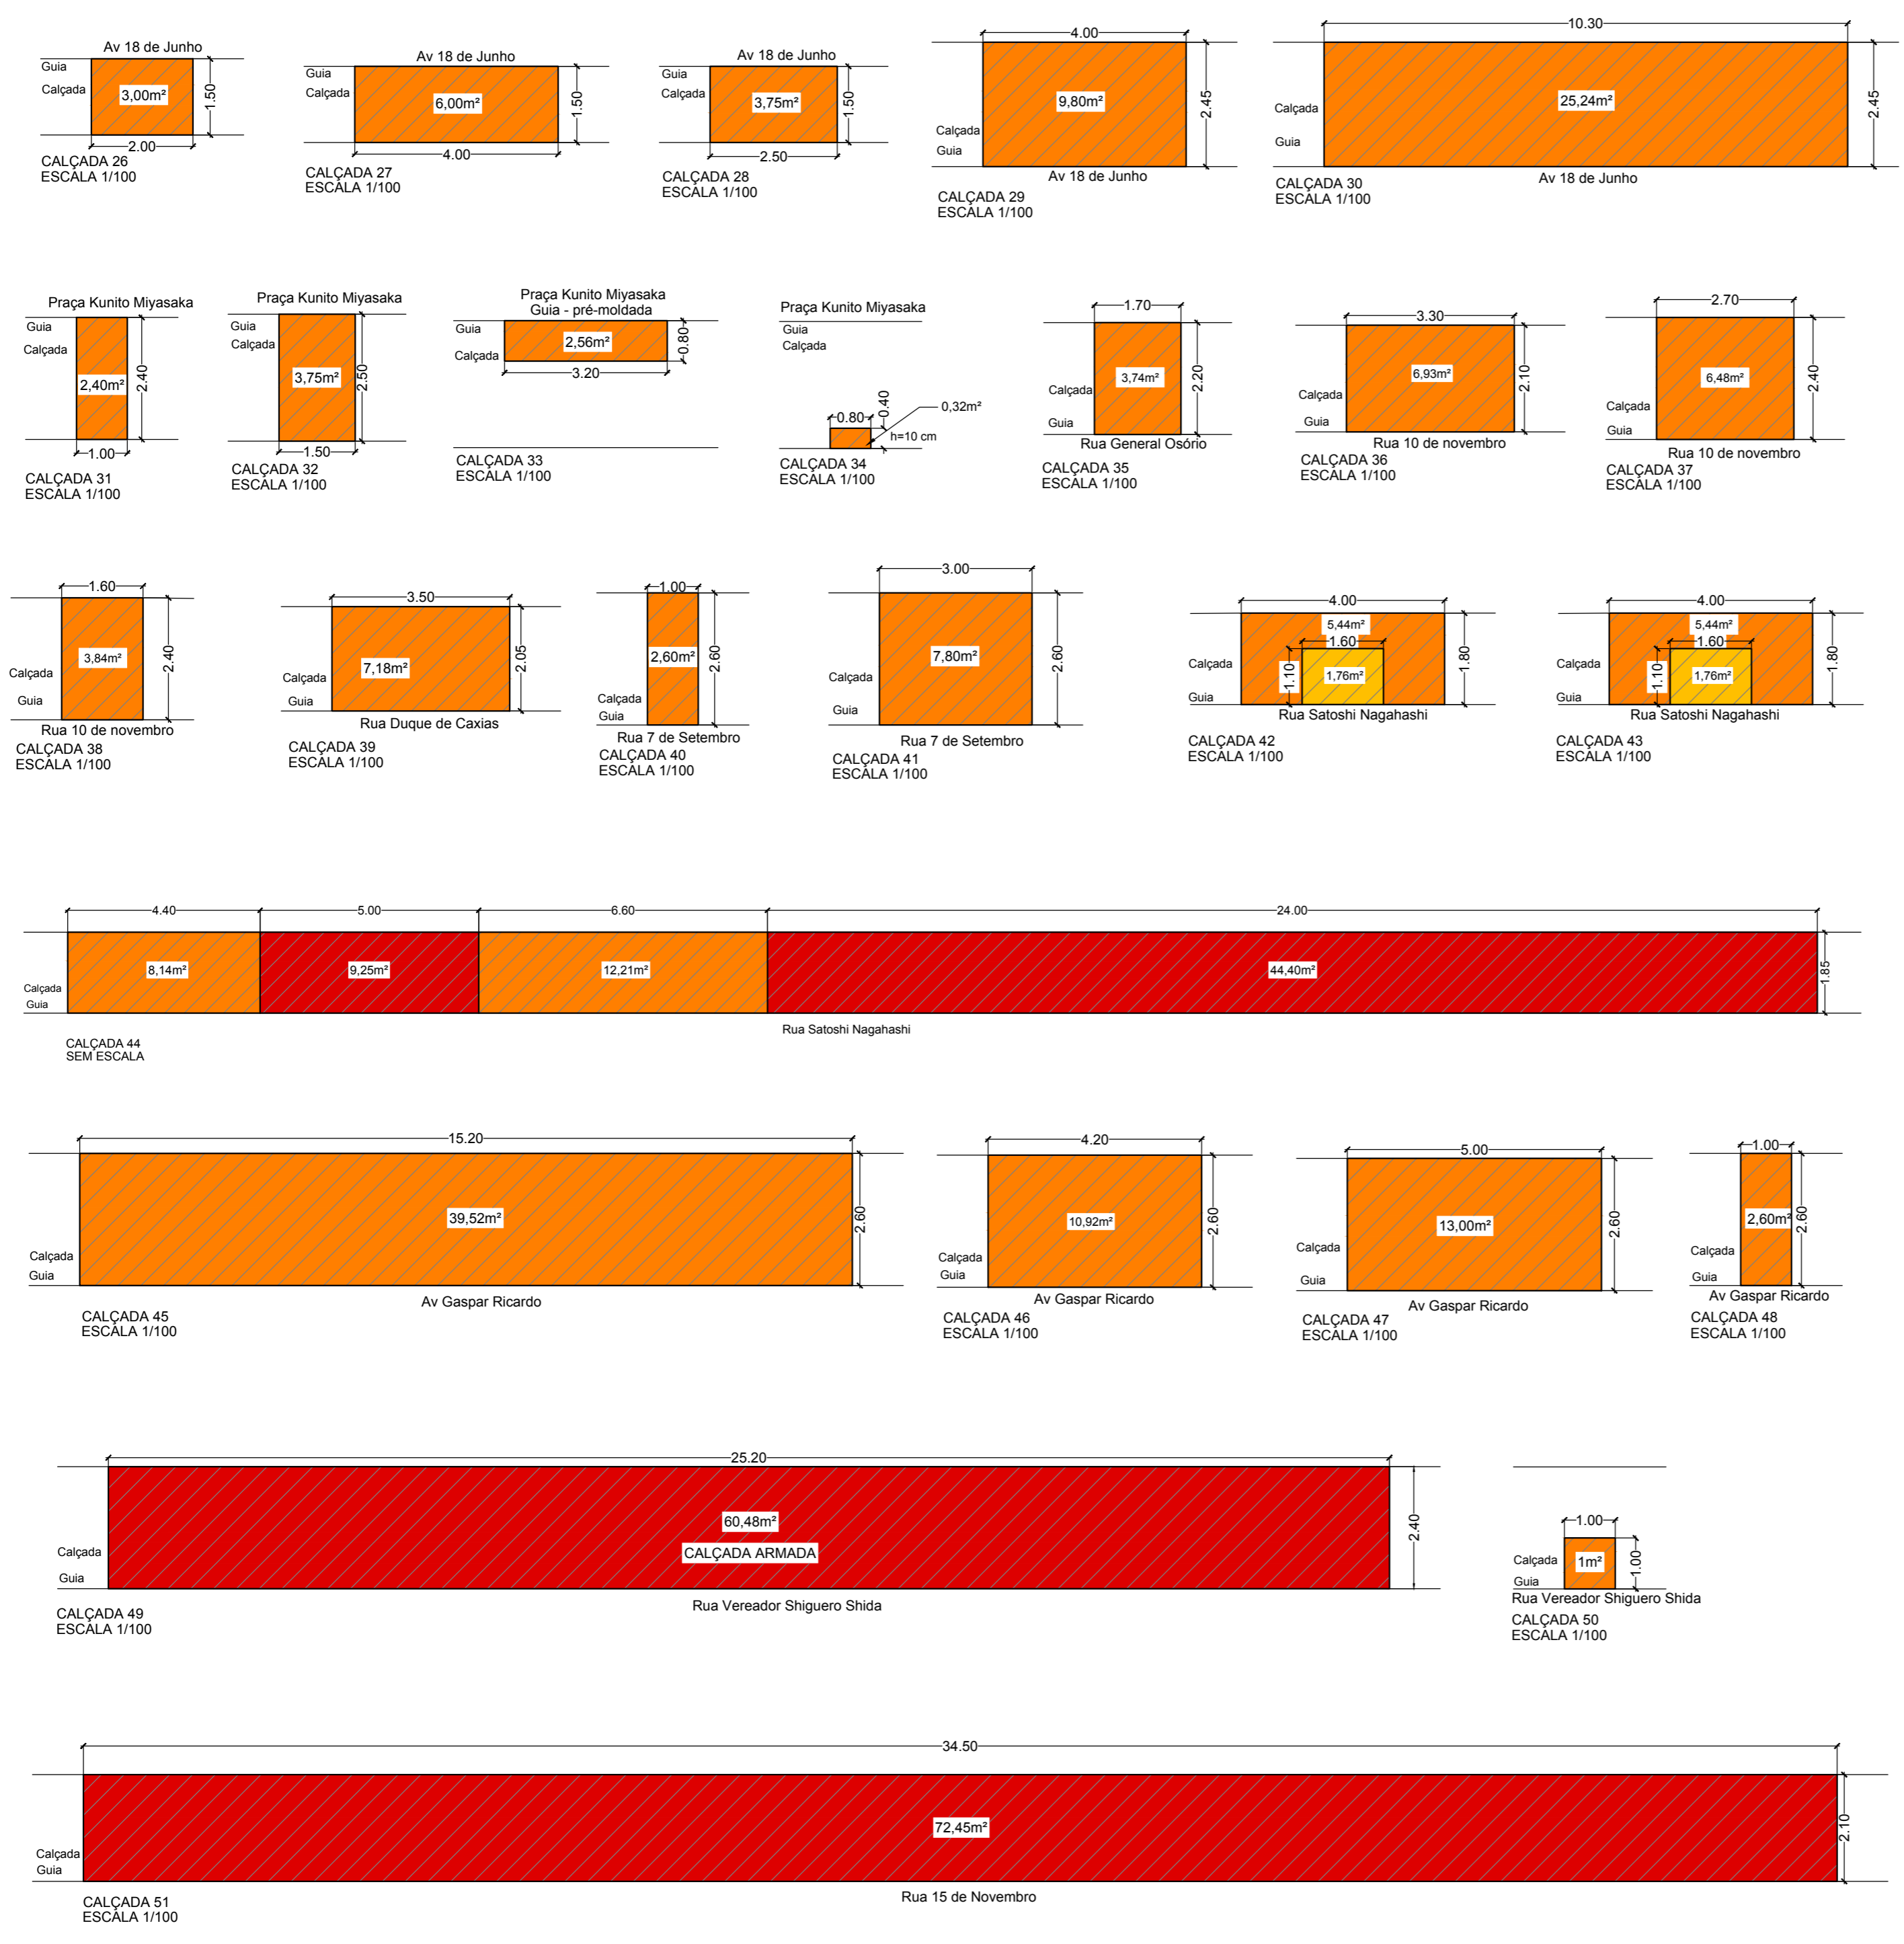 Av 18 de Junho
Guia
Calçada
3,00m²
1.50
2.00
CALÇADA 26
ESCALA 1/100
Av 18 de Junho
Guia
Calçada
6,00m²
1.50
4.00
CALÇADA 27
ESCALA 1/100
Av 18 de Junho
Guia
Calçada
3,75m²
1.50
2.50
CALÇADA 28
ESCALA 1/100
4.00
9,80m²
2.45
Calçada
Guia
Av 18 de Junho
CALÇADA 29
ESCALA 1/100
10.30
25,24m²
2.45
Calçada
Guia
Av 18 de Junho
CALÇADA 30
ESCALA 1/100
Praça Kunito Miyasaka
Guia
Calçada
2,40m²
2.40
1.00
CALÇADA 31
ESCALA 1/100
Praça Kunito Miyasaka
Guia
Calçada
3,75m²
2.50
1.50
CALÇADA 32
ESCALA 1/100
Praça Kunito Miyasaka
Guia - pré-moldada
Guia
Calçada
2,56m²
0.80
3.20
CALÇADA 33
ESCALA 1/100
Praça Kunito Miyasaka
Guia
Calçada
0.80
0.40
0,32m²
h=10 cm
CALÇADA 34
ESCALA 1/100
1.70
3,74m²
2.20
Calçada
Guia
Rua General Osório
CALÇADA 35
ESCALA 1/100
3.30
6,93m²
2.10
Calçada
Guia
Rua 10 de novembro
CALÇADA 36
ESCALA 1/100
2.70
6,48m²
2.40
Calçada
Guia
Rua 10 de novembro
CALÇADA 37
ESCALA 1/100
1.60
3,84m²
2.40
Calçada
Guia
Rua 10 de novembro
CALÇADA 38
ESCALA 1/100
3.50
7,18m²
2.05
Calçada
Guia
Rua Duque de Caxias
CALÇADA 39
ESCALA 1/100
1.00
2,60m²
2.60
Calçada
Guia
Rua 7 de Setembro
CALÇADA 40
ESCALA 1/100
3.00
7,80m²
2.60
Calçada
Guia
Rua 7 de Setembro
CALÇADA 41
ESCALA 1/100
4.00
5,44m²
1.60
1.10
1,76m²
1.80
Calçada
Guia
Rua Satoshi Nagahashi
CALÇADA 42
ESCALA 1/100
4.00
5,44m²
1.60
1.10
1,76m²
1.80
Calçada
Guia
Rua Satoshi Nagahashi
CALÇADA 43
ESCALA 1/100
4.40
5.00
6.60
24.00
8,14m²
9,25m²
12,21m²
44,40m²
1.85
Calçada
Guia
Rua Satoshi Nagahashi
CALÇADA 44
SEM ESCALA
15.20
39,52m²
2.60
Calçada
Guia
Av Gaspar Ricardo
CALÇADA 45
ESCALA 1/100
4.20
10,92m²
2.60
Calçada
Guia
Av Gaspar Ricardo
CALÇADA 46
ESCALA 1/100
5.00
13,00m²
2.60
Calçada
Guia
Av Gaspar Ricardo
CALÇADA 47
ESCALA 1/100
1.00
2,60m²
2.60
Calçada
Guia
Av Gaspar Ricardo
CALÇADA 48
ESCALA 1/100
25.20
60,48m²
CALÇADA ARMADA
2.40
Calçada
Guia
Rua Vereador Shiguero Shida
CALÇADA 49
ESCALA 1/100
1.00
1m²
1.00
Calçada
Guia
Rua Vereador Shiguero Shida
CALÇADA 50
ESCALA 1/100
34.50
72,45m²
2.10
Calçada
Guia
Rua 15 de Novembro
CALÇADA 51
ESCALA 1/100